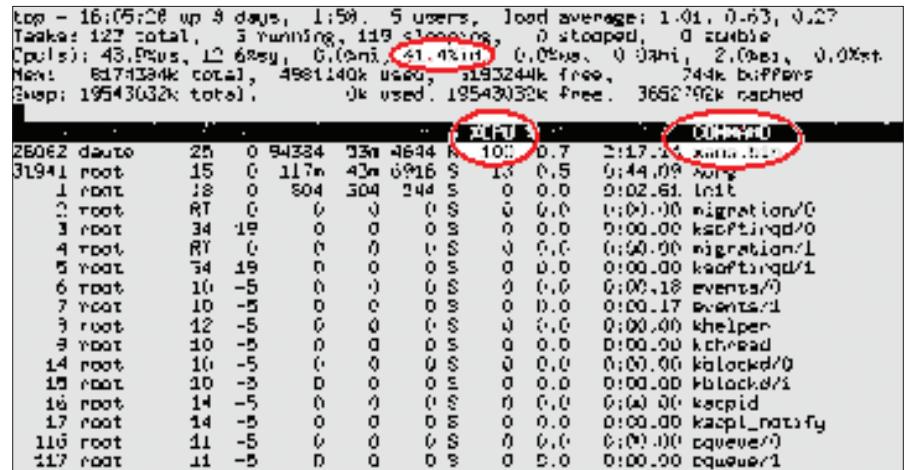 top - 16:05:28 up 8 days, 1:58, 5 users, load average: 1.01, 0.63, 0.27
Tasks: 127 total, 3 running, 119 sleeping, 0 stopped, 0 zombie
Cpu(s): 43.9%us, 12.6%sy, 0.0%ni, 0.0%wa, 0.0%hi, 2.0%si, 0.0%st
Mem: 8174384k total, 4981140k used, 3193244k free, 744k buffers
Swap: 19543032k total, 0k used, 19543032k free, 3652792k cached
%CPU COMMAND
26062 dauto 25 0 94384 33m 4644 R 100 0.7
31941 root 15 0 117m 43m 6916 S 13 0.5 0:44.09 Xorg
1 root 18 0 0 0.0 0:02.61 init
2 root RT 0 0 0 0 S 0 0.0 0:00.00 migration/0
3 root 34 19 0 0 0 S 0 0.0 0:00.00 ksoftirqd/0
4 root RT 0 0 0 0 S 0 0.0 0:00.00 migration/1
5 root 34 19 0 0 0 S 0 0.0 0:00.00 ksoftirqd/1
6 root 10 -5 0 0 0 S 0 0.0 0:00.18 events/0
7 root 10 -5 0 0 0 S 0 0.0 0:00.17 events/1
root 12 -5 0 0 0 S 0 0.0 0:00.00 khelper
root 10 -5 0 0 0 S 0 0.0 0:00.00 kthread
14 root 10 -5 0 0 0 S 0 0.0 0:00.00 kblockd/0
15 root 10 -5 0 0 0 S 0 0.0 0:00.00 kblockd/1
16 root 14 -5 0 0 0 S 0 0.0 0:00.00 kacpid
17 root 14 -5 0 0 0 S 0 0.0 0:00.00 kacpi_notify
116 root 11 -5 0 0 0 S 0 0.0 0:00.00 cqueue/0
117 root 11 -5 0 0 0 S 0 0.0 0:00.00 cqueue/1